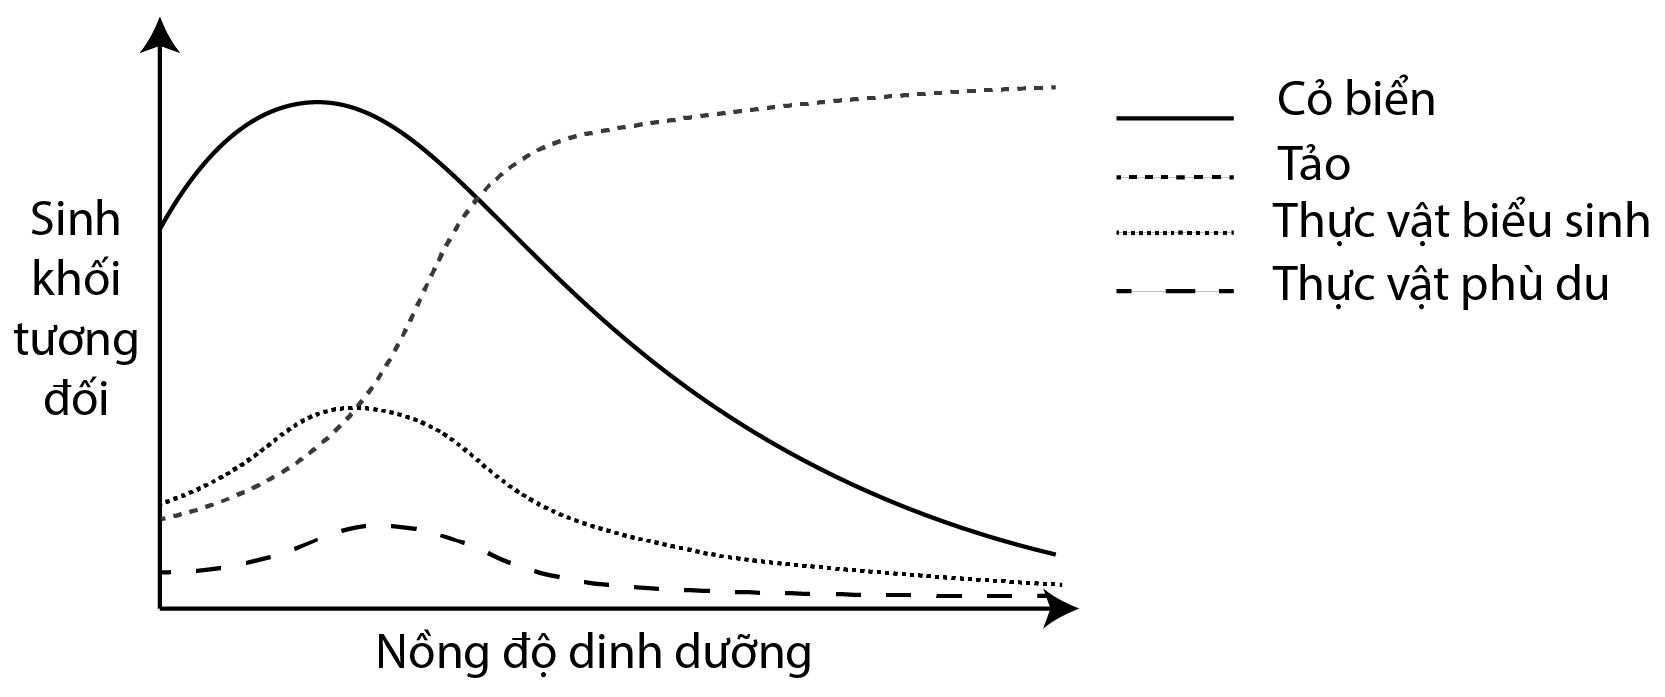 Sinh
khối
tương
đối
Nồng độ dinh dưỡng
Cỏ biển
Tảo
Thực vật biểu sinh
Thực vật phù du